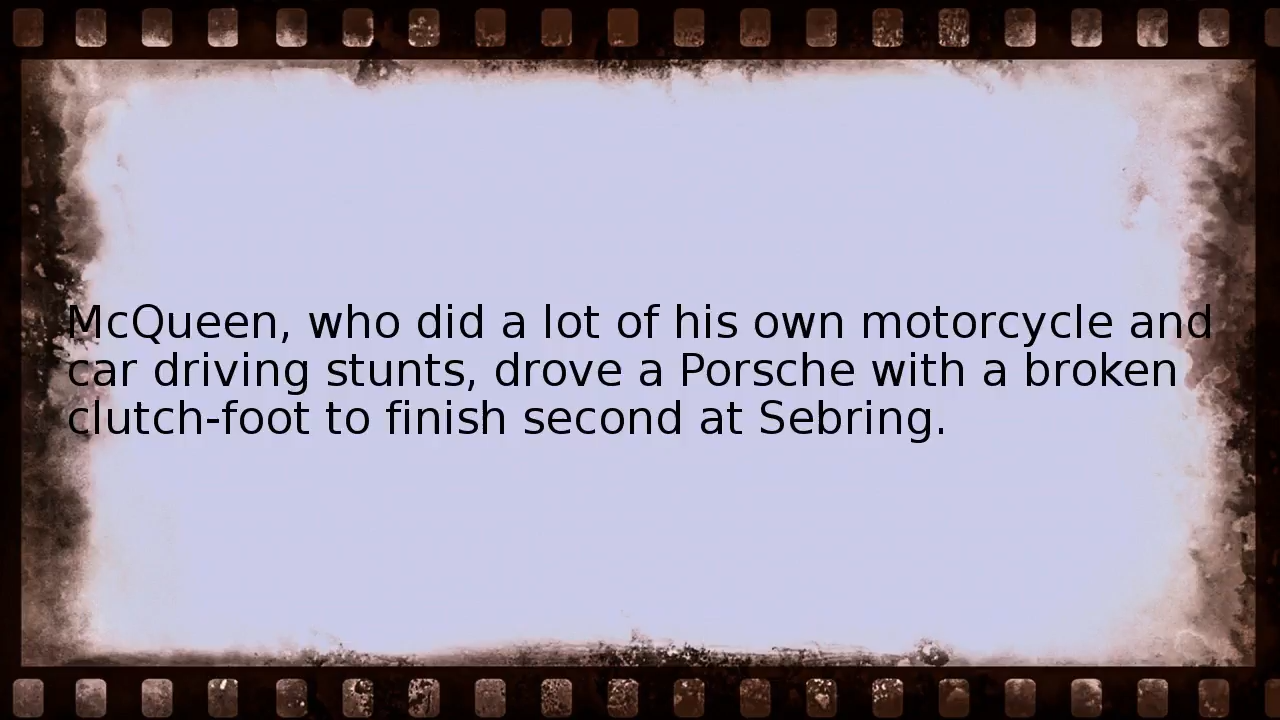 McQueen, who did a lot of his own motorcycle and
car driving stunts, drove a Porsche with a broken
clutch-foot to finish second at Sebring.